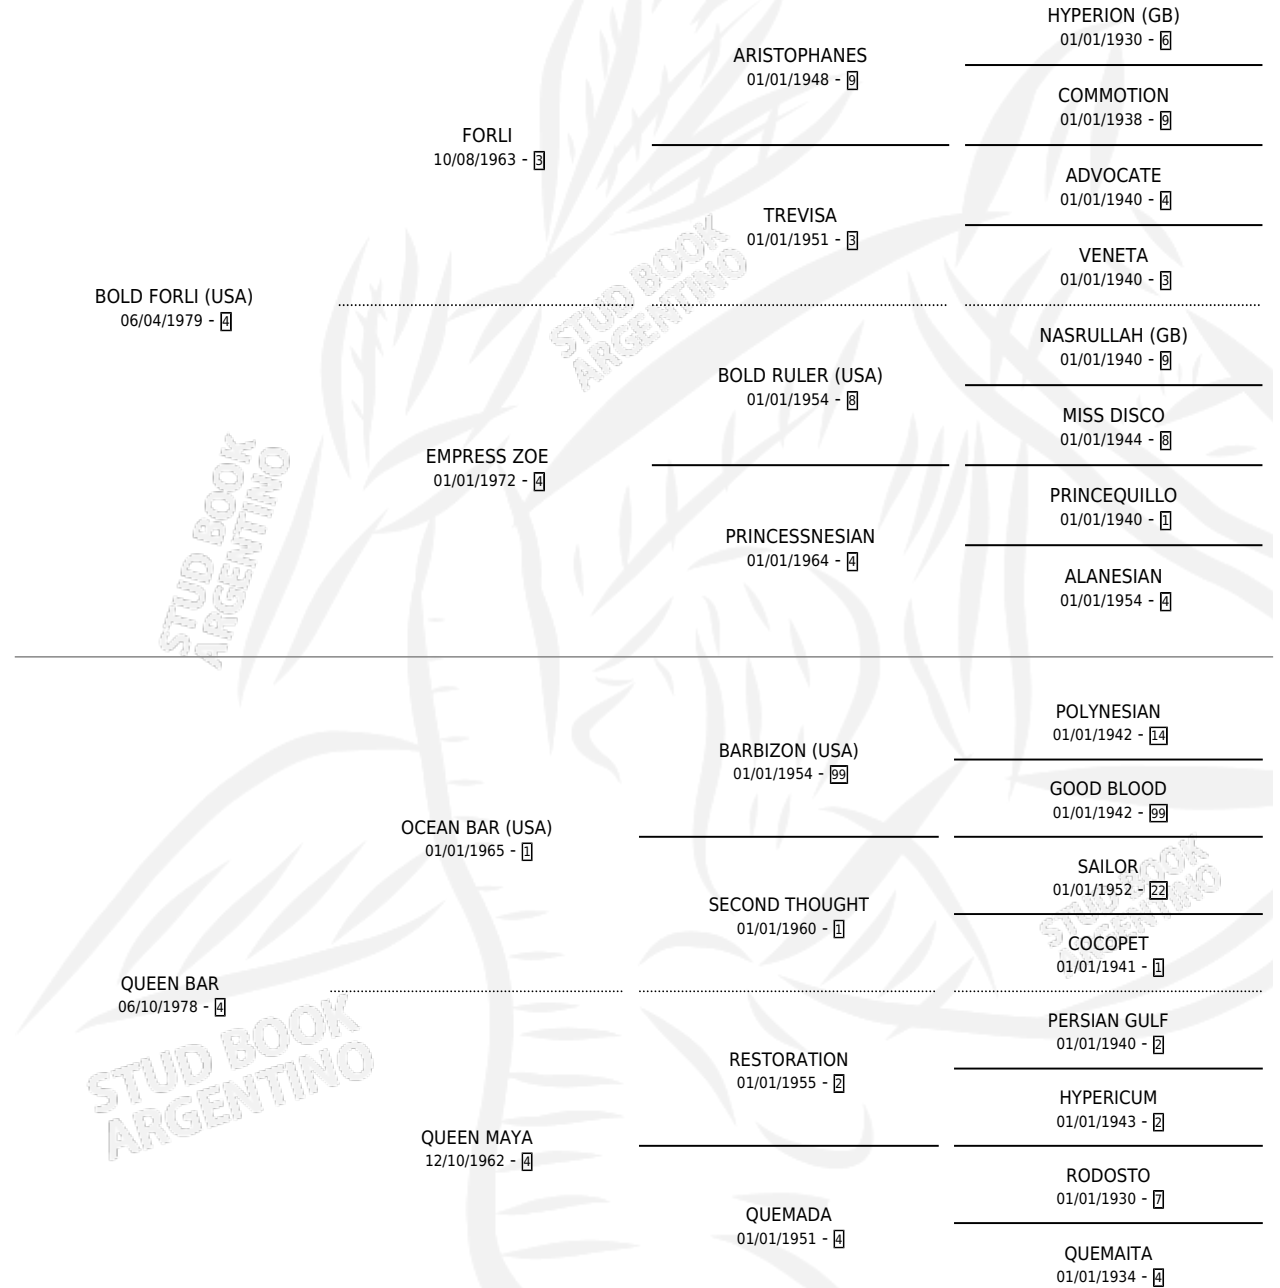 HYPERION (GB)
01/01/1930 - 6
ARISTOPHANES
01/01/1948 - 9
COMMOTION
01/01/1938 - 9
FORLI
10/08/1963 - 3
ADVOCATE
01/01/1940 - 4
TREVISA
01/01/1951 - 3
VENETA
01/01/1940 - 3
BOLD FORLI (USA)
06/04/1979 - 4
NASRULLAH (GB)
01/01/1940 - 9
BOLD RULER (USA)
01/01/1954 - 8
MISS DISCO
01/01/1944 - 8
EMPRESS ZOE
01/01/1972 - 4
PRINCEQUILLO
01/01/1940 - 1
PRINCESSNESIAN
01/01/1964 - 4
ALANESIAN
01/01/1954 - 4
POLYNESIAN
01/01/1942 - 14
BARBIZON (USA)
01/01/1954 - 99
GOOD BLOOD
01/01/1942 - 99
OCEAN BAR (USA)
01/01/1965 - 1
SAILOR
01/01/1952 - 22
SECOND THOUGHT
01/01/1960 - 1
COCOPET
01/01/1941 - 1
QUEEN BAR
06/10/1978 - 4
PERSIAN GULF
01/01/1940 - 2
RESTORATION
01/01/1955 - 2
HYPERICUM
01/01/1943 - 2
QUEEN MAYA
12/10/1962 - 4
RODOSTO
01/01/1930 - 7
QUEMADA
01/01/1951 - 4
QUEMAITA
01/01/1934 - 4
STUD BOOK
ARGENTINO
STUD BOOK
ARGENTINO
STUD BOOK
ARGENTINO
STUD BOOK
ARGENTINO